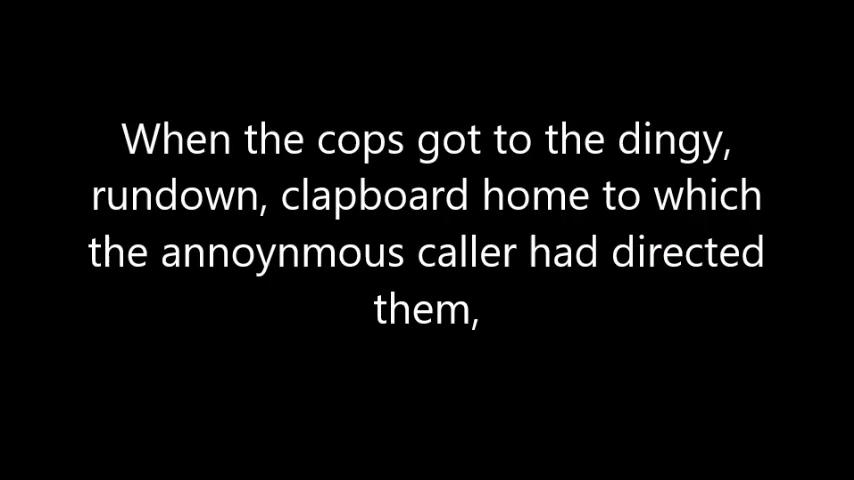 When the cops got to the dingy,
rundown, clapboard home to which
the annoynmous caller had directed
them,